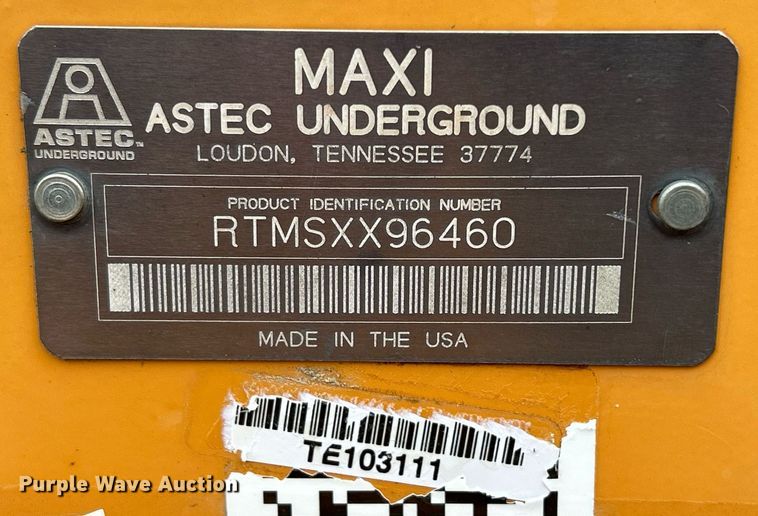 MAXI
ASTEC UNDERGROUND
LOUDON, TENNESSEE 37774
ASTEC™
UNDERGROUND
PRODUCT IDENTIFICATION NUMBER
RTMSXX96460
MADE IN THE USA
TE103111
Purple Wave Auction